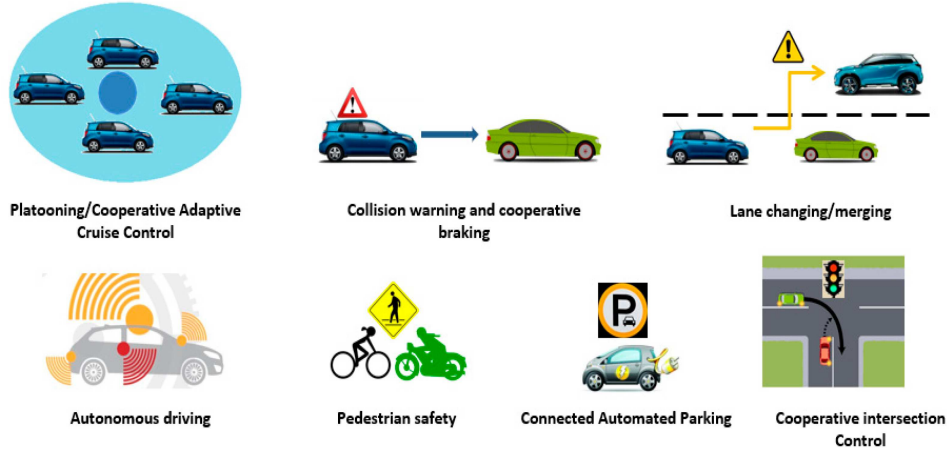 Platooning/Cooperative Adaptive
Cruise Control
Collision warning and cooperative
braking
Lane changing/merging
P
Autonomous driving
Pedestrian safety
Connected Automated Parking
Cooperative intersection
Control